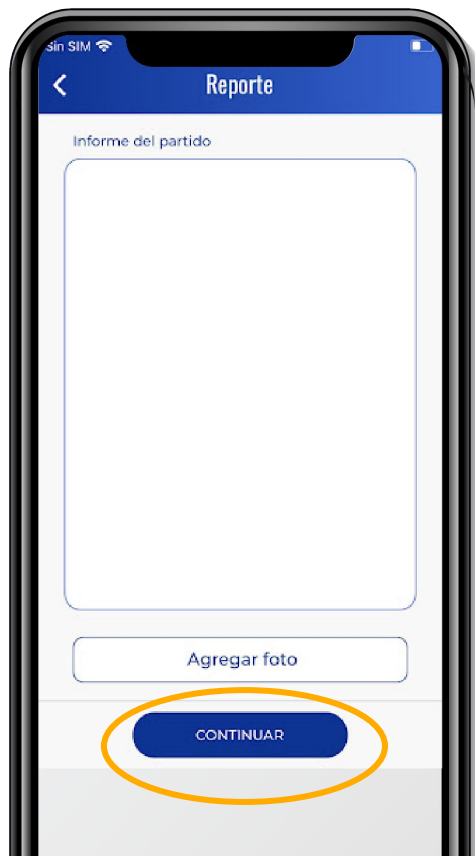 Sin SIM
Reporte
Informe del partido
Agregar foto
CONTINUAR